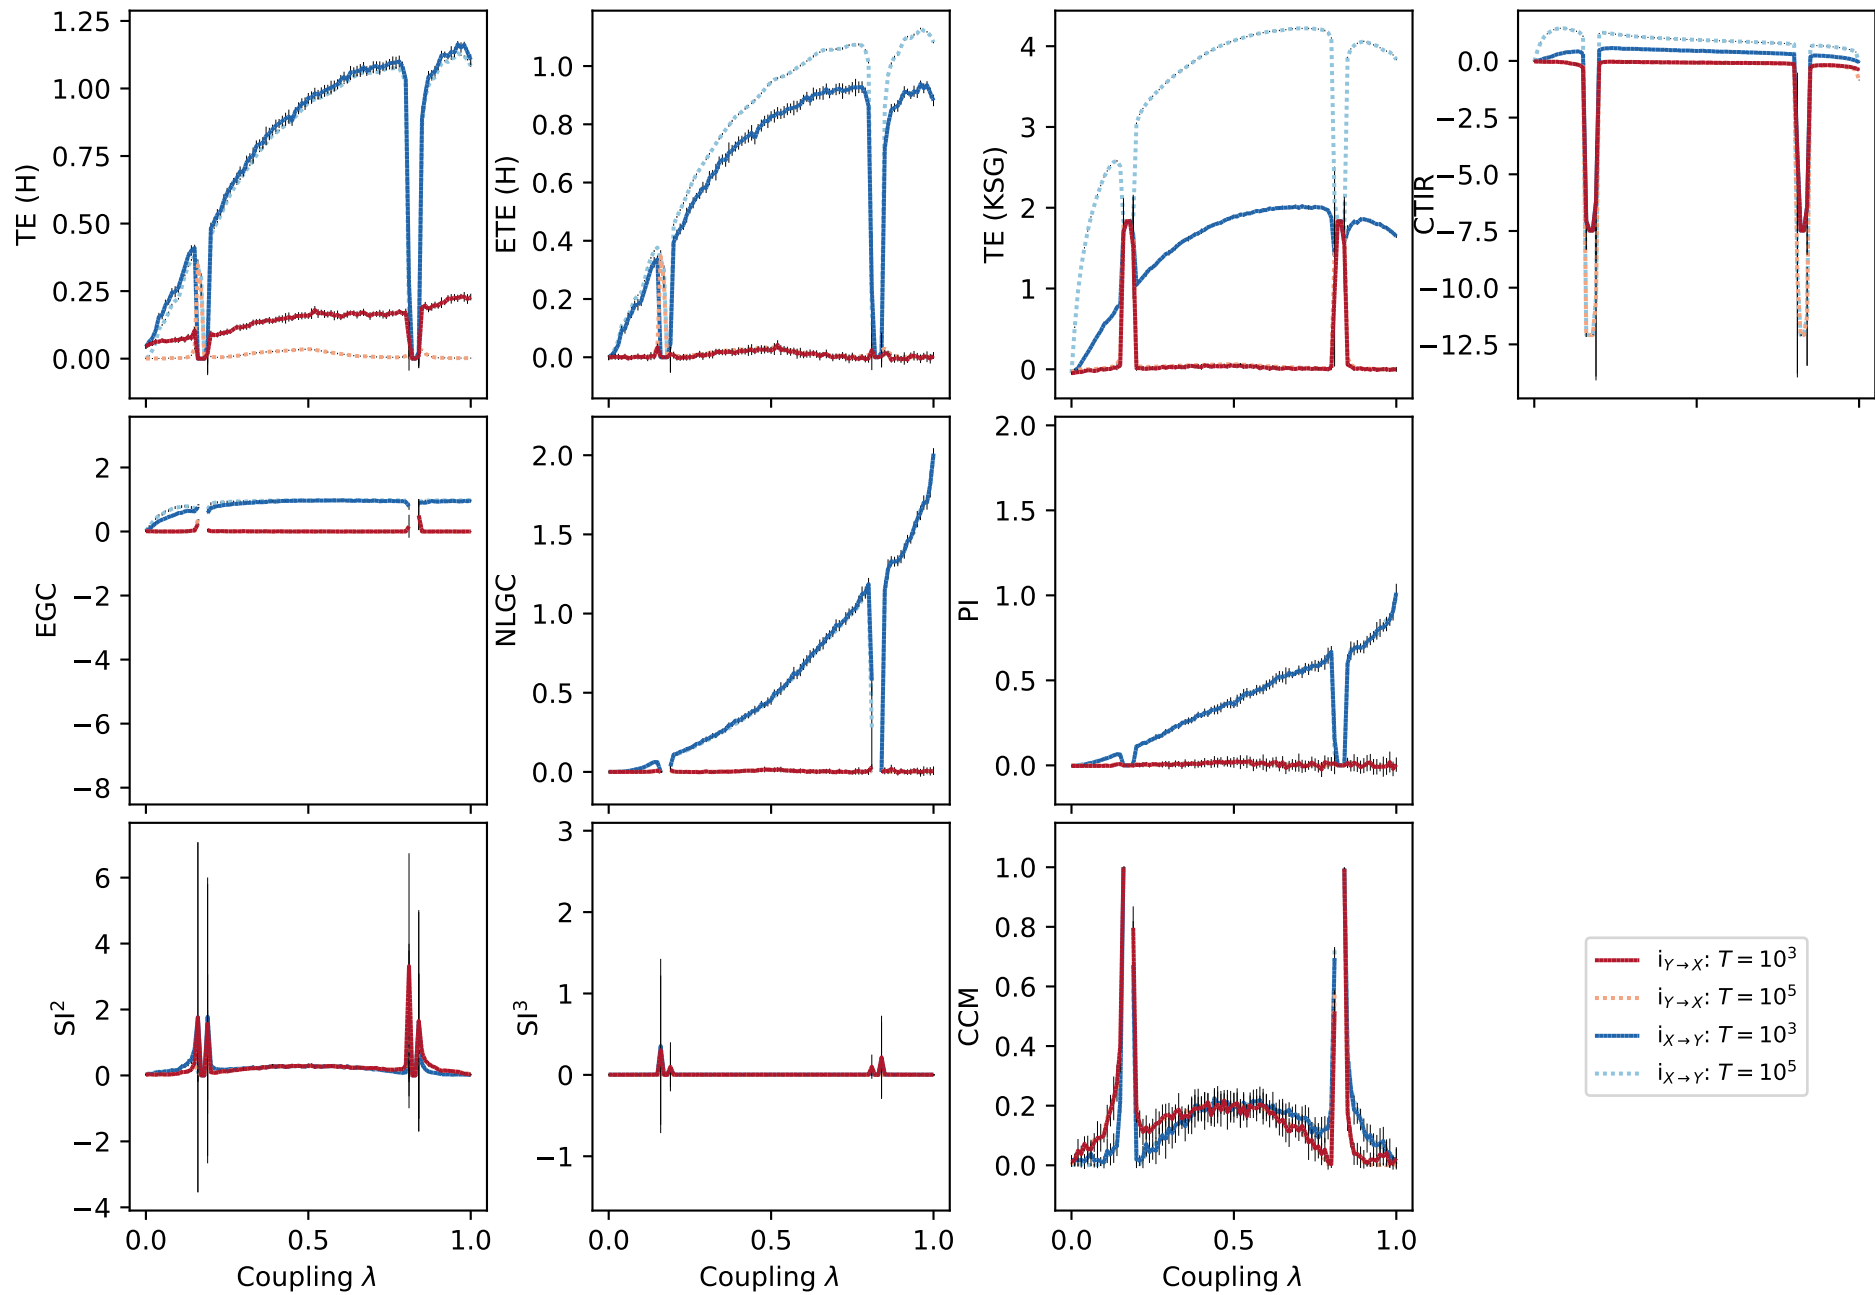 1.25
1.00
0.75
0.50
0.25
0.00
TE (H)
1.0
0.8
0.6
0.4
0.2
0.0
ETE (H)
4
3
2
1
0
TE (KSG)
0.0
−2.5
−5.0
−7.5
−10.0
−12.5
CTIR
2
0
−2
−4
−6
−8
EGC
2.0
1.5
1.0
0.5
0.0
NLGC
2.0
1.5
1.0
0.5
0.0
PI
6
4
2
0
−2
−4
SI²
0.0 0.5 1.0
Coupling λ
3
2
1
0
−1
SI³
0.0 0.5 1.0
Coupling λ
1.0
0.8
0.6
0.4
0.2
0.0
CCM
0.0 0.5 1.0
Coupling λ
i_{Y→X}: T = 10³
i_{Y→X}: T = 10⁵
i_{X→Y}: T = 10³
i_{X→Y}: T = 10⁵